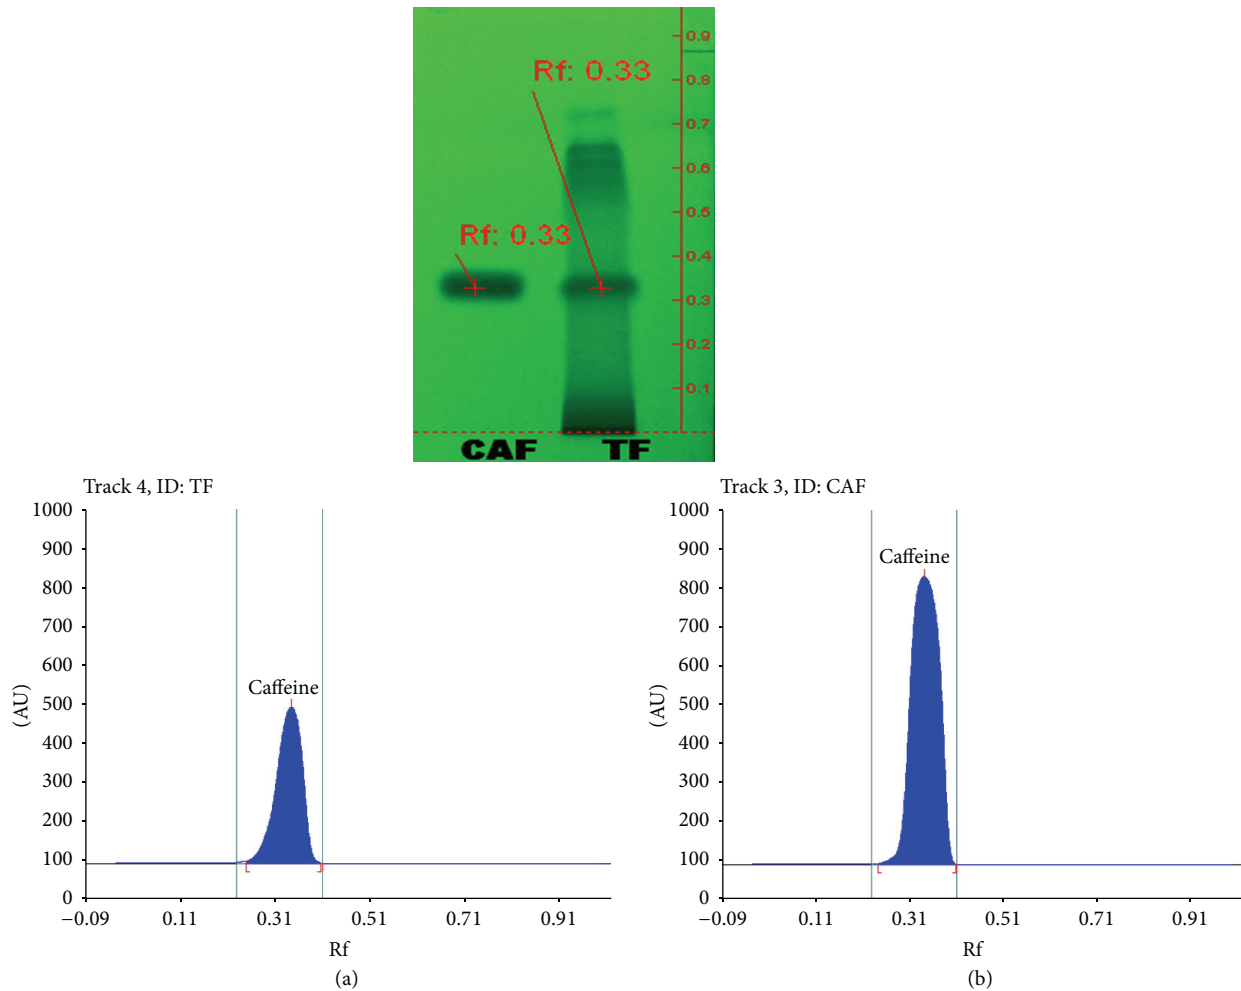 0.9
Rf: 0.33
0.8
0.7
0.6
0.5
Rf: 0.33
0.4
0.3
0.2
0.1
CAF TF
Track 4, ID: TF
1000
900
800
700
600
500
400
300
200
100
0
(AU)
Caffeine
−0.09 0.11 0.31 0.51 0.71 0.91
Rf
(a)
Track 3, ID: CAF
1000
900
800
700
600
500
400
300
200
100
0
(AU)
Caffeine
−0.09 0.11 0.31 0.51 0.71 0.91
Rf
(b)